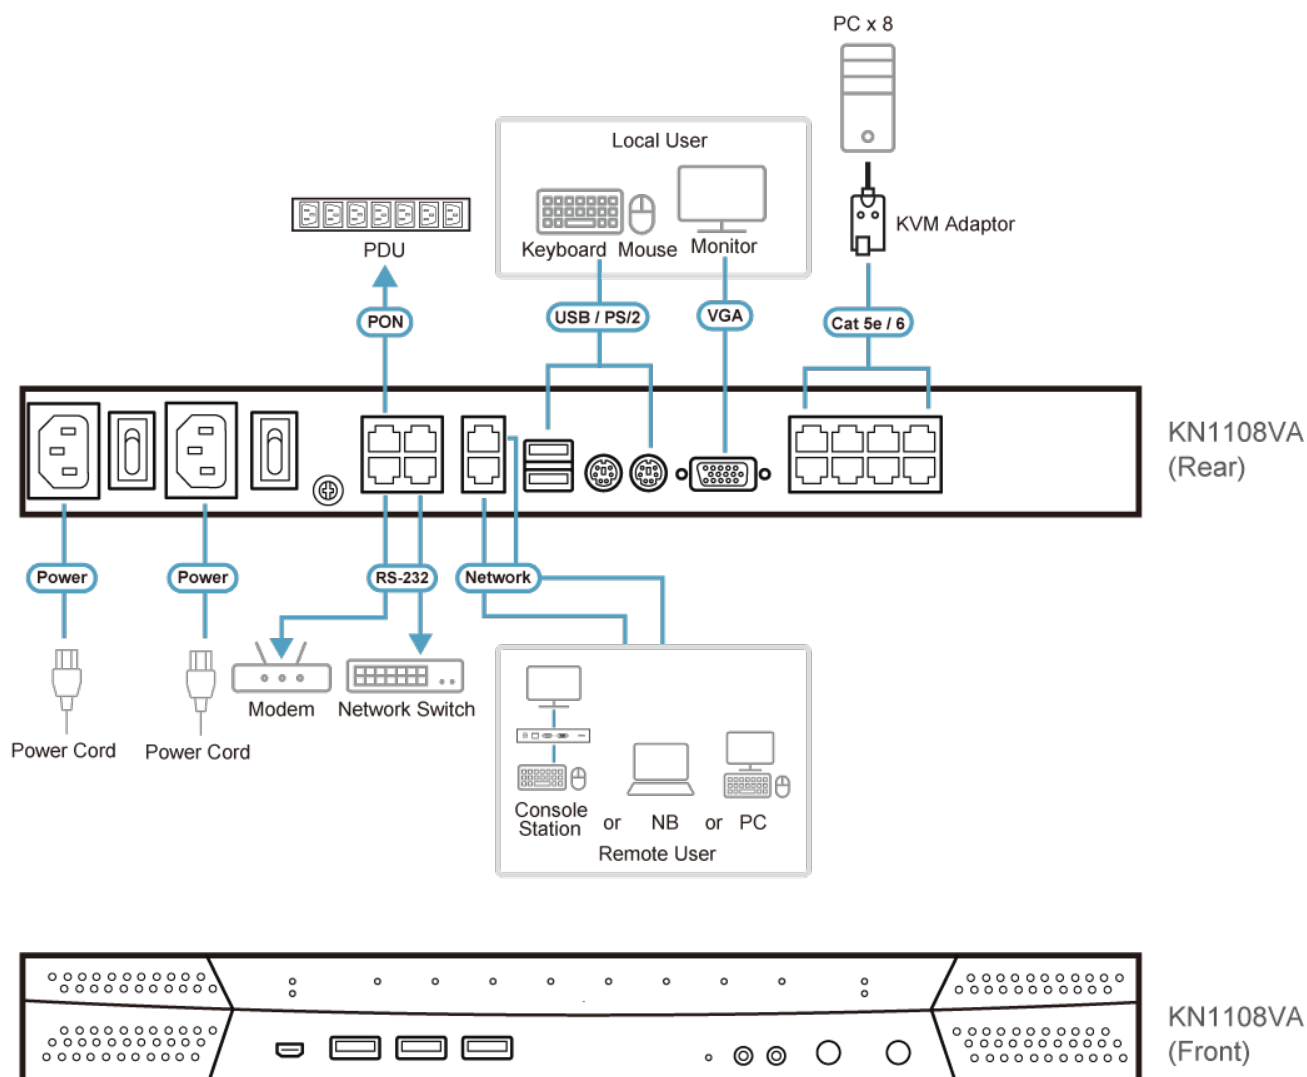 PC x 8
Local User
KVM Adaptor
Keyboard Mouse Monitor
PDU
PON
USB / PS/2
VGA
Cat 5e / 6
KN1108VA
(Rear)
Power
Power
RS-232
Network
Modem
Network Switch
Power Cord
Power Cord
Console
Station or NB or PC
Remote User
KN1108VA
(Front)